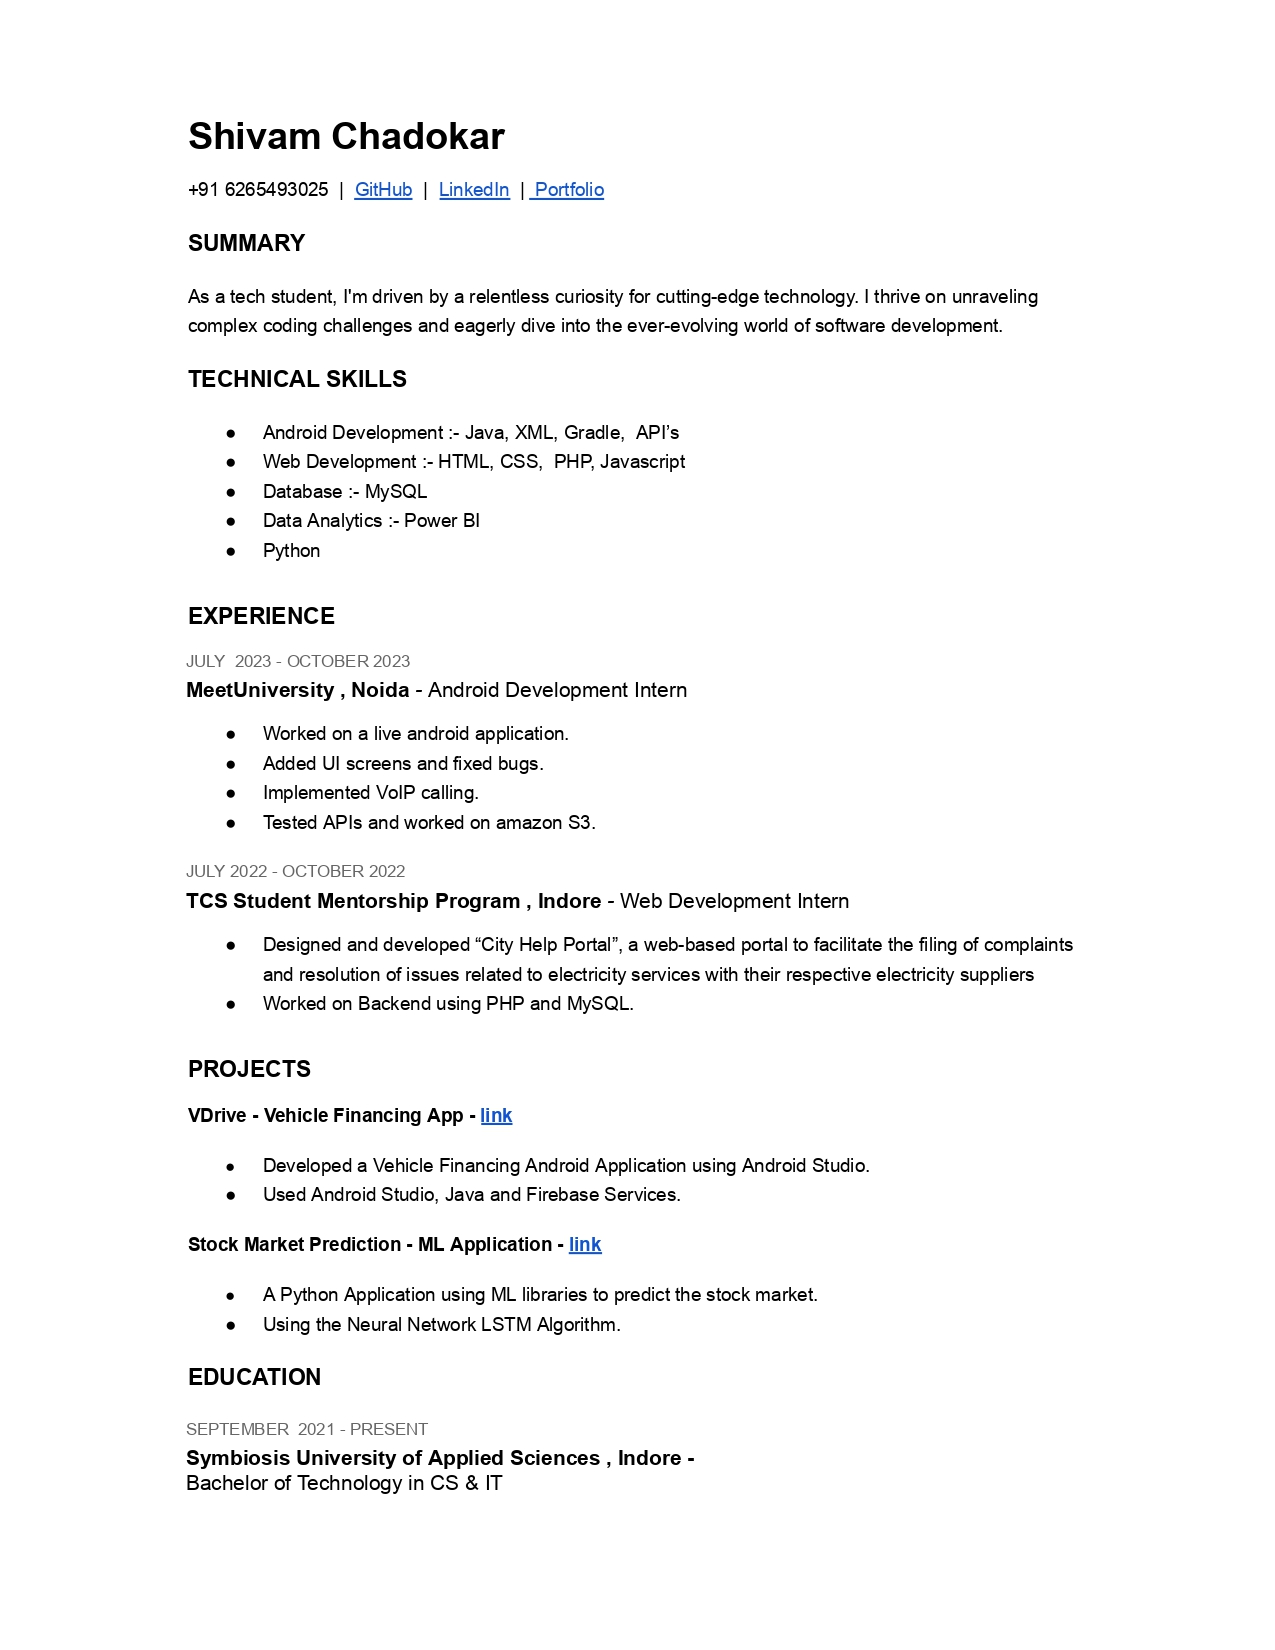 Shivam Chadokar
+91 6265493025 | GitHub | LinkedIn | Portfolio
SUMMARY
As a tech student, I'm driven by a relentless curiosity for cutting-edge technology. I thrive on unraveling
complex coding challenges and eagerly dive into the ever-evolving world of software development.
TECHNICAL SKILLS
● Android Development :- Java, XML, Gradle, API’s
● Web Development :- HTML, CSS, PHP, Javascript
● Database :- MySQL
● Data Analytics :- Power BI
● Python
EXPERIENCE
JULY 2023 - OCTOBER 2023
MeetUniversity , Noida - Android Development Intern
● Worked on a live android application.
● Added UI screens and fixed bugs.
● Implemented VoIP calling.
● Tested APIs and worked on amazon S3.
JULY 2022 - OCTOBER 2022
TCS Student Mentorship Program , Indore - Web Development Intern
● Designed and developed “City Help Portal”, a web-based portal to facilitate the filing of complaints
and resolution of issues related to electricity services with their respective electricity suppliers
● Worked on Backend using PHP and MySQL.
PROJECTS
VDrive - Vehicle Financing App - link
● Developed a Vehicle Financing Android Application using Android Studio.
● Used Android Studio, Java and Firebase Services.
Stock Market Prediction - ML Application - link
● A Python Application using ML libraries to predict the stock market.
● Using the Neural Network LSTM Algorithm.
EDUCATION
SEPTEMBER 2021 - PRESENT
Symbiosis University of Applied Sciences , Indore -
Bachelor of Technology in CS & IT